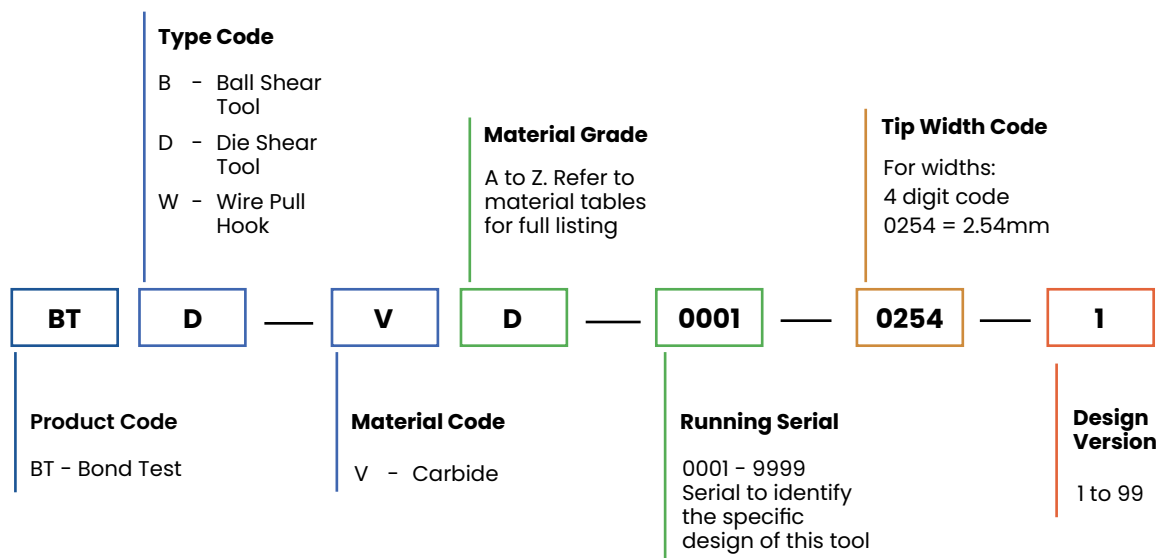 Type Code
B - Ball Shear
Tool
D - Die Shear
Tool
W - Wire Pull
Hook
Material Grade
A to Z. Refer to
material tables
for full listing
Tip Width Code
For widths:
4 digit code
0254 = 2.54mm
BT D — V D — 0001 — 0254 — 1
Product Code
BT - Bond Test
Material Code
V - Carbide
Running Serial
0001 - 9999
Serial to identify
the specific
design of this tool
Design
Version
1 to 99